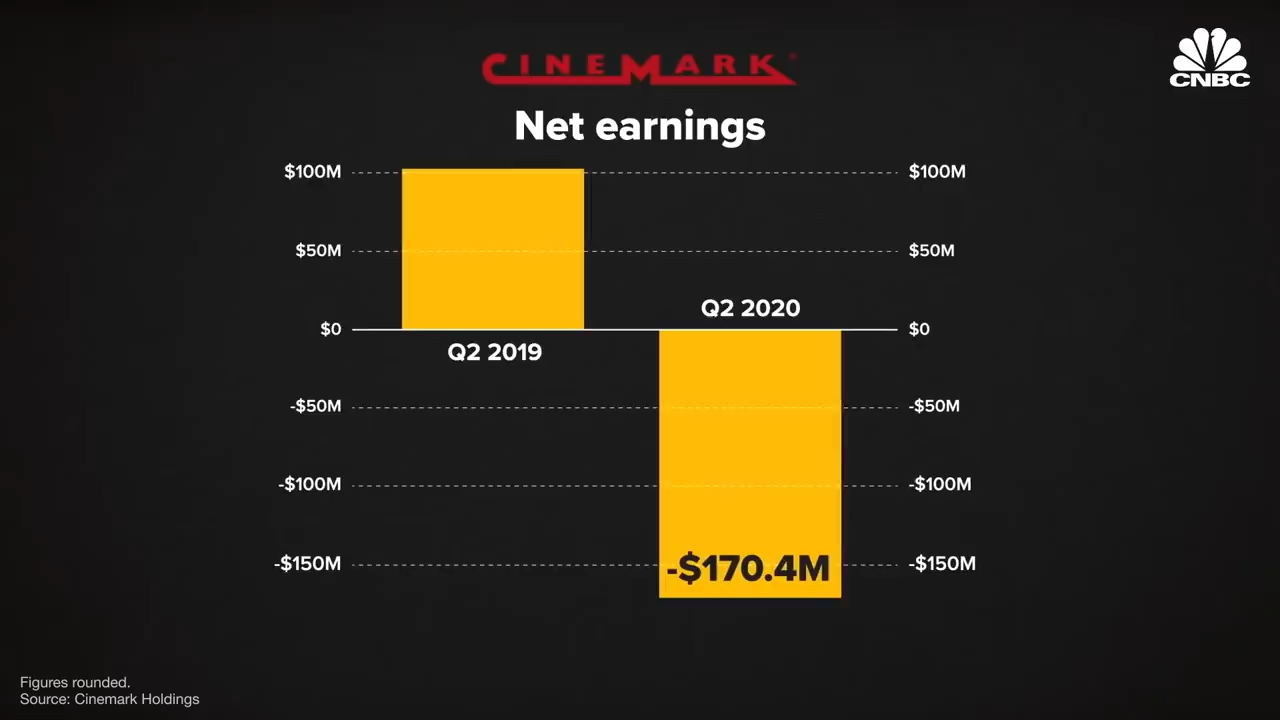 CINEMARK
CNBC
Net earnings
$100M $100M
$50M $50M
Q2 2020
$0 $0
Q2 2019
-$50M -$50M
-$100M -$100M
-$150M -$170.4M -$150M
Figures rounded.
Source: Cinemark Holdings